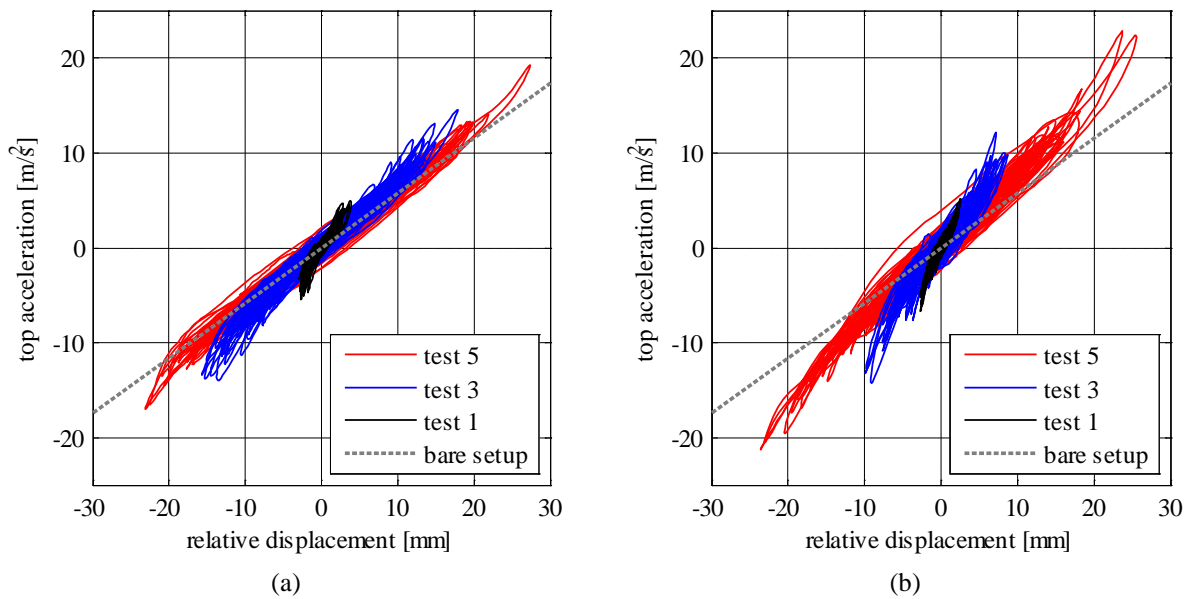 20
10
0
-10
-20
-30
-20
-10
0
10
20
30
top acceleration [m/s²]
relative displacement [mm]
test 5
test 3
test 1
bare setup
(a)
20
10
0
-10
-20
-30
-20
-10
0
10
20
30
top acceleration [m/s²]
relative displacement [mm]
test 5
test 3
test 1
bare setup
(b)